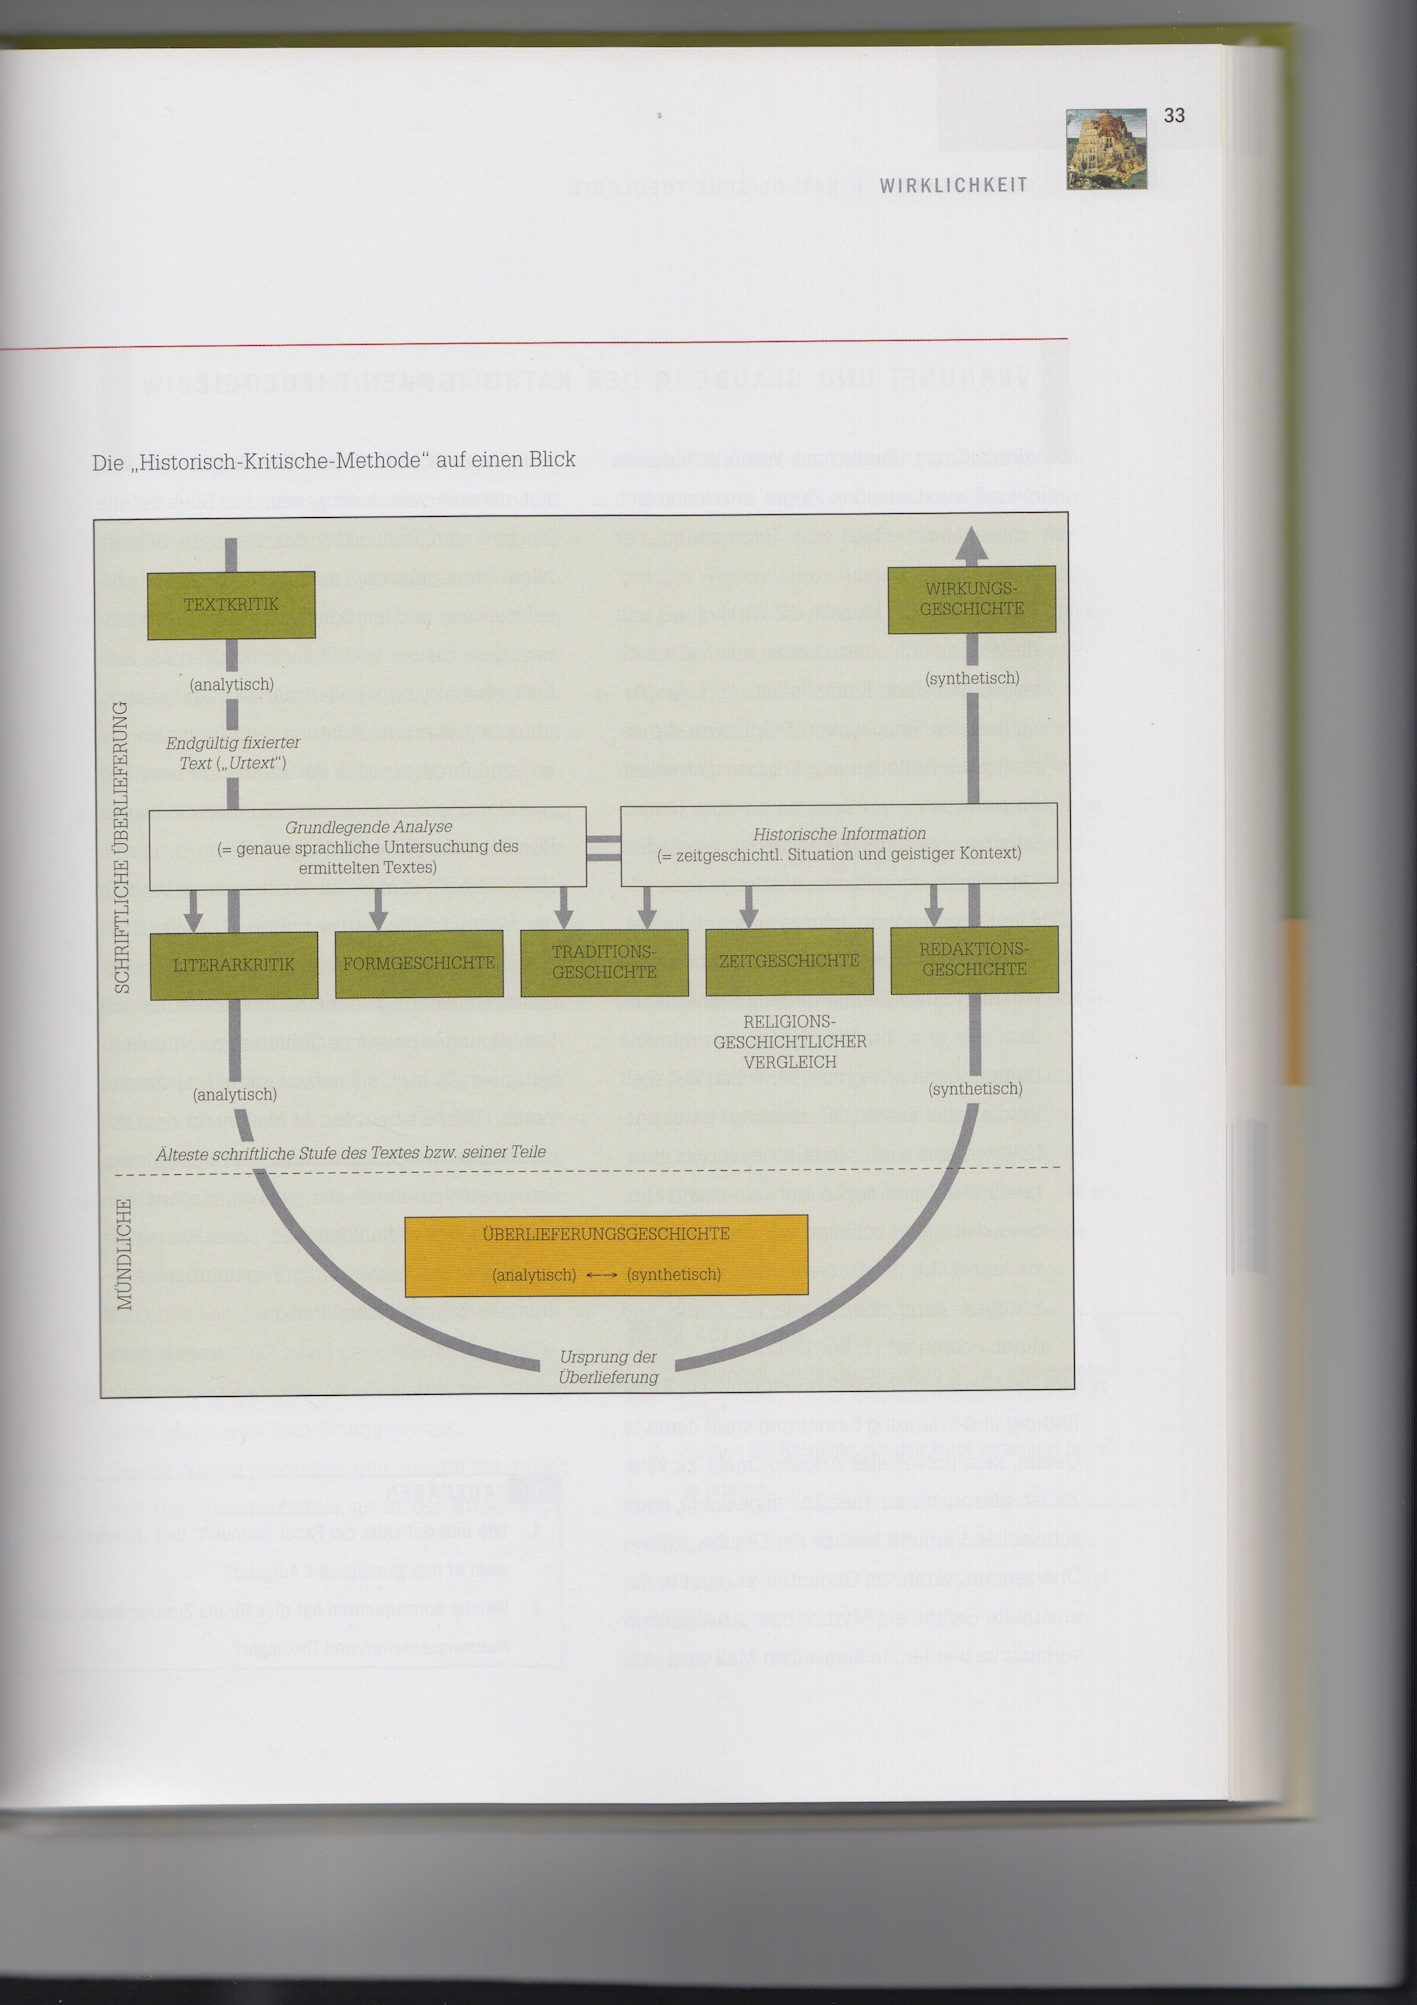 33
WIRKLICHKEIT
Die „Historisch-Kritische-Methode“ auf einen Blick
TEXTKRITIK
WIRKUNGS-
GESCHICHTE
(analytisch)
(synthetisch)
SCHRIFTLICHE ÜBERLIEFERUNG
Endgültig fixierter
Text („Urtext“)
Grundlegende Analyse
(= genaue sprachliche Untersuchung des
ermittelten Textes)
Historische Information
(= zeitgeschichtl. Situation und geistiger Kontext)
LITERARKRITIK
FORMGESCHICHTE
TRADITIONS-
GESCHICHTE
ZEITGESCHICHTE
REDAKTIONS-
GESCHICHTE
RELIGIONS-
GESCHICHTLICHER
VERGLEICH
(analytisch)
(synthetisch)
Älteste schriftliche Stufe des Textes bzw. seiner Teile
MÜNDLICHE
ÜBERLIEFERUNGSGESCHICHTE
(analytisch) ⟷ (synthetisch)
Ursprung der
Überlieferung